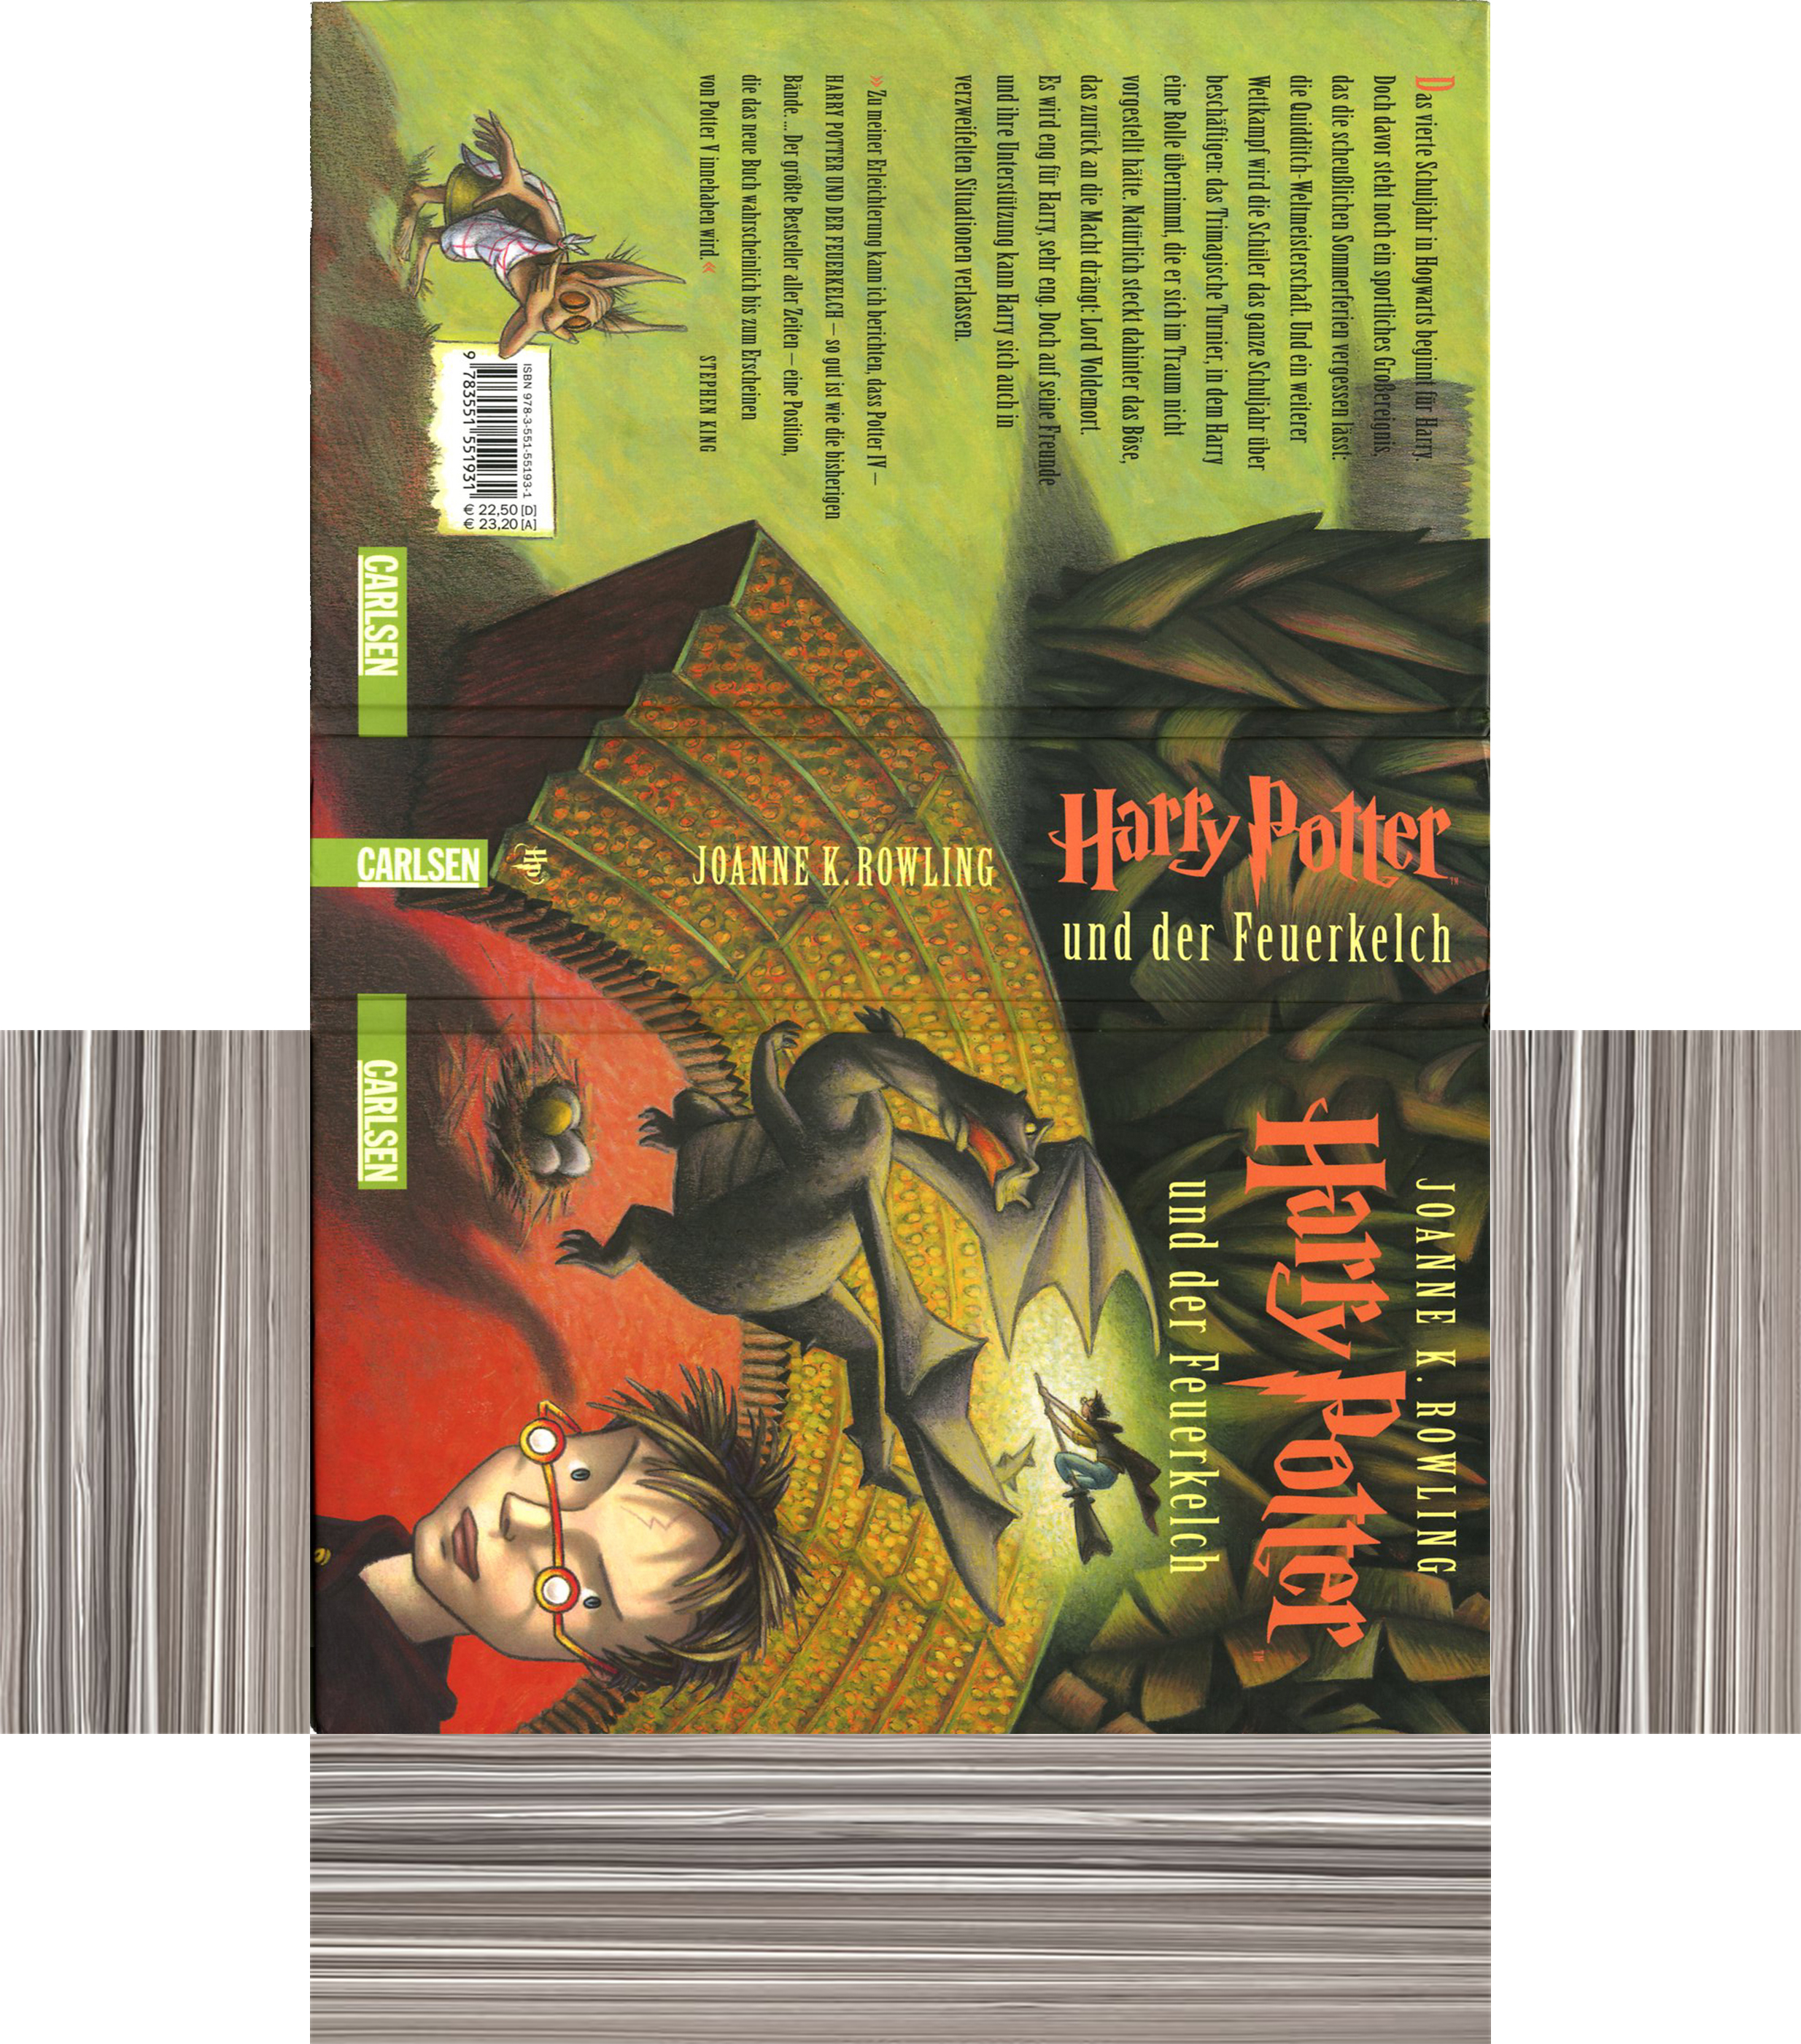 Das vierte Schuljahr in Hogwarts beginnt für Harry.
Doch davor steht noch ein sportliches Großereignis,
das die scheußlichen Sommerferien vergessen lässt:
die Quidditch-Weltmeisterschaft. Und ein weiterer
Wettkampf wird die Schüler das ganze Schuljahr über
beschäftigen: das Trimagische Turnier, in dem Harry
eine Rolle übernimmt, die er sich im Traum nicht
vorgestellt hätte. Natürlich steckt dahinter das Böse,
das zurück an die Macht drängt: Lord Voldemort.
Es wird eng für Harry, sehr eng. Doch auf seine Freunde
und ihre Unterstützung kann Harry sich auch in
verzweifelten Situationen verlassen.
»Zu meiner Erleichterung kann ich berichten, dass Potter IV –
HARRY POTTER UND DER FEUERKELCH – so gut ist wie die bisherigen
Bände. ... Der größte Bestseller aller Zeiten – eine Position,
die das neue Buch wahrscheinlich bis zum Erscheinen
von Potter V innehaben wird.«
STEPHEN KING
ISBN 978-3-551-55193-1
9 783551 551931
€ 22,50 [D]
€ 23,20 [A]
CARLSEN
Harry Potter™
und der Feuerkelch
JOANNE K. ROWLING
HP
CARLSEN
JOANNE K. ROWLING
Harry Potter™
und der Feuerkelch
CARLSEN